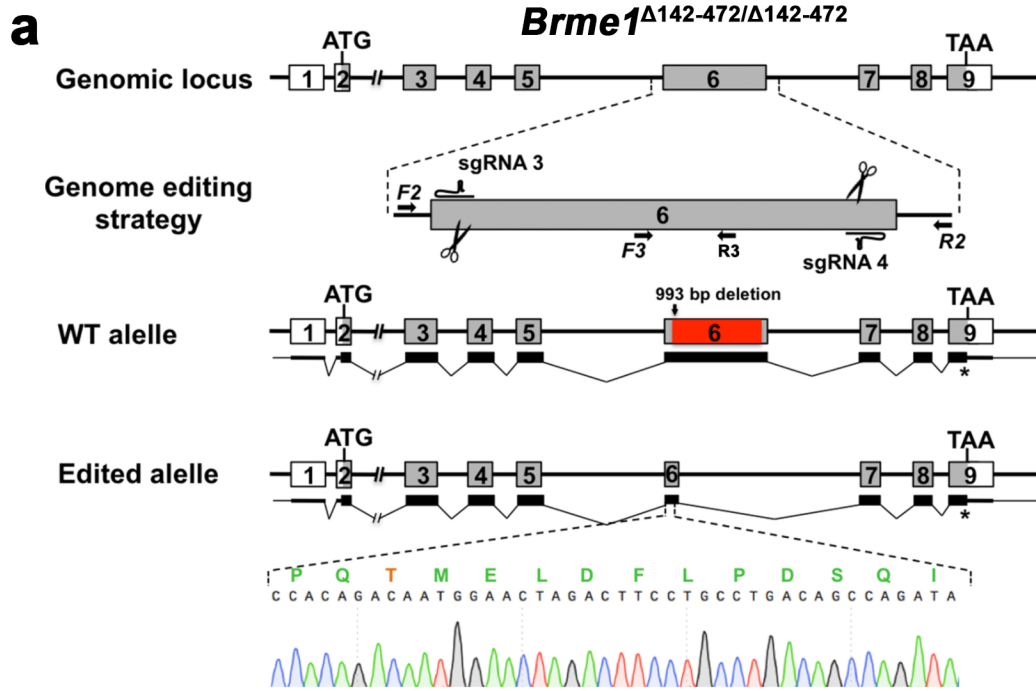 a
Brme1Δ142-472/Δ142-472
ATG TAA
Genomic locus 1 2 // 3 4 5 6 7 8 9
sgRNA 3
Genome editing
strategy
F2 6 R2
F3 R3
sgRNA 4
993 bp deletion
ATG TAA
WT alelle 1 2 // 3 4 5 6 7 8 9
// *
ATG TAA
Edited alelle 1 2 // 3 4 5 6 7 8 9
// *
P Q T M E L D F L P D S Q I
C C A C A G A C A A T G G A A C T A G A C T T C C T G C C T G A C A G C C A G A T A